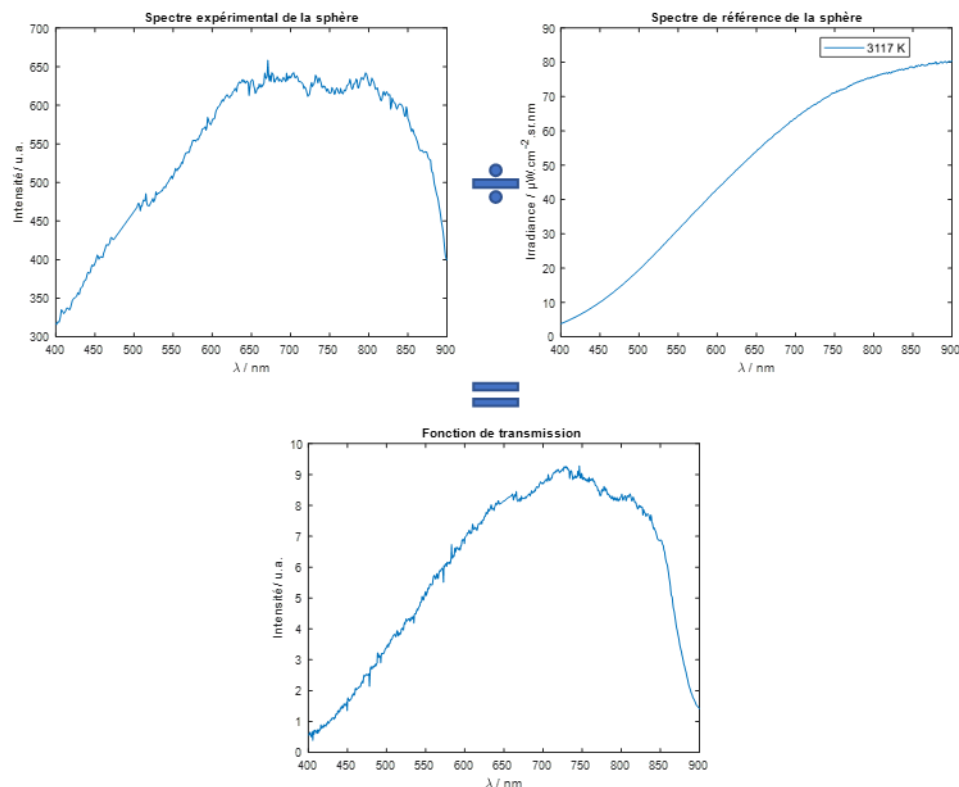 Spectre expérimental de la sphère
700
650
600
550
500
450
400
350
300
Intensité / u.a.
400 450 500 550 600 650 700 750 800 850 900
λ / nm
Spectre de référence de la sphère
3117 K
90
80
70
60
50
40
30
20
10
0
Irradiance / µW.cm⁻².sr.nm
400 450 500 550 600 650 700 750 800 850 900
λ / nm
Fonction de transmission
10
9
8
7
6
5
4
3
2
1
0
Intensité / u.a.
400 450 500 550 600 650 700 750 800 850 900
λ / nm